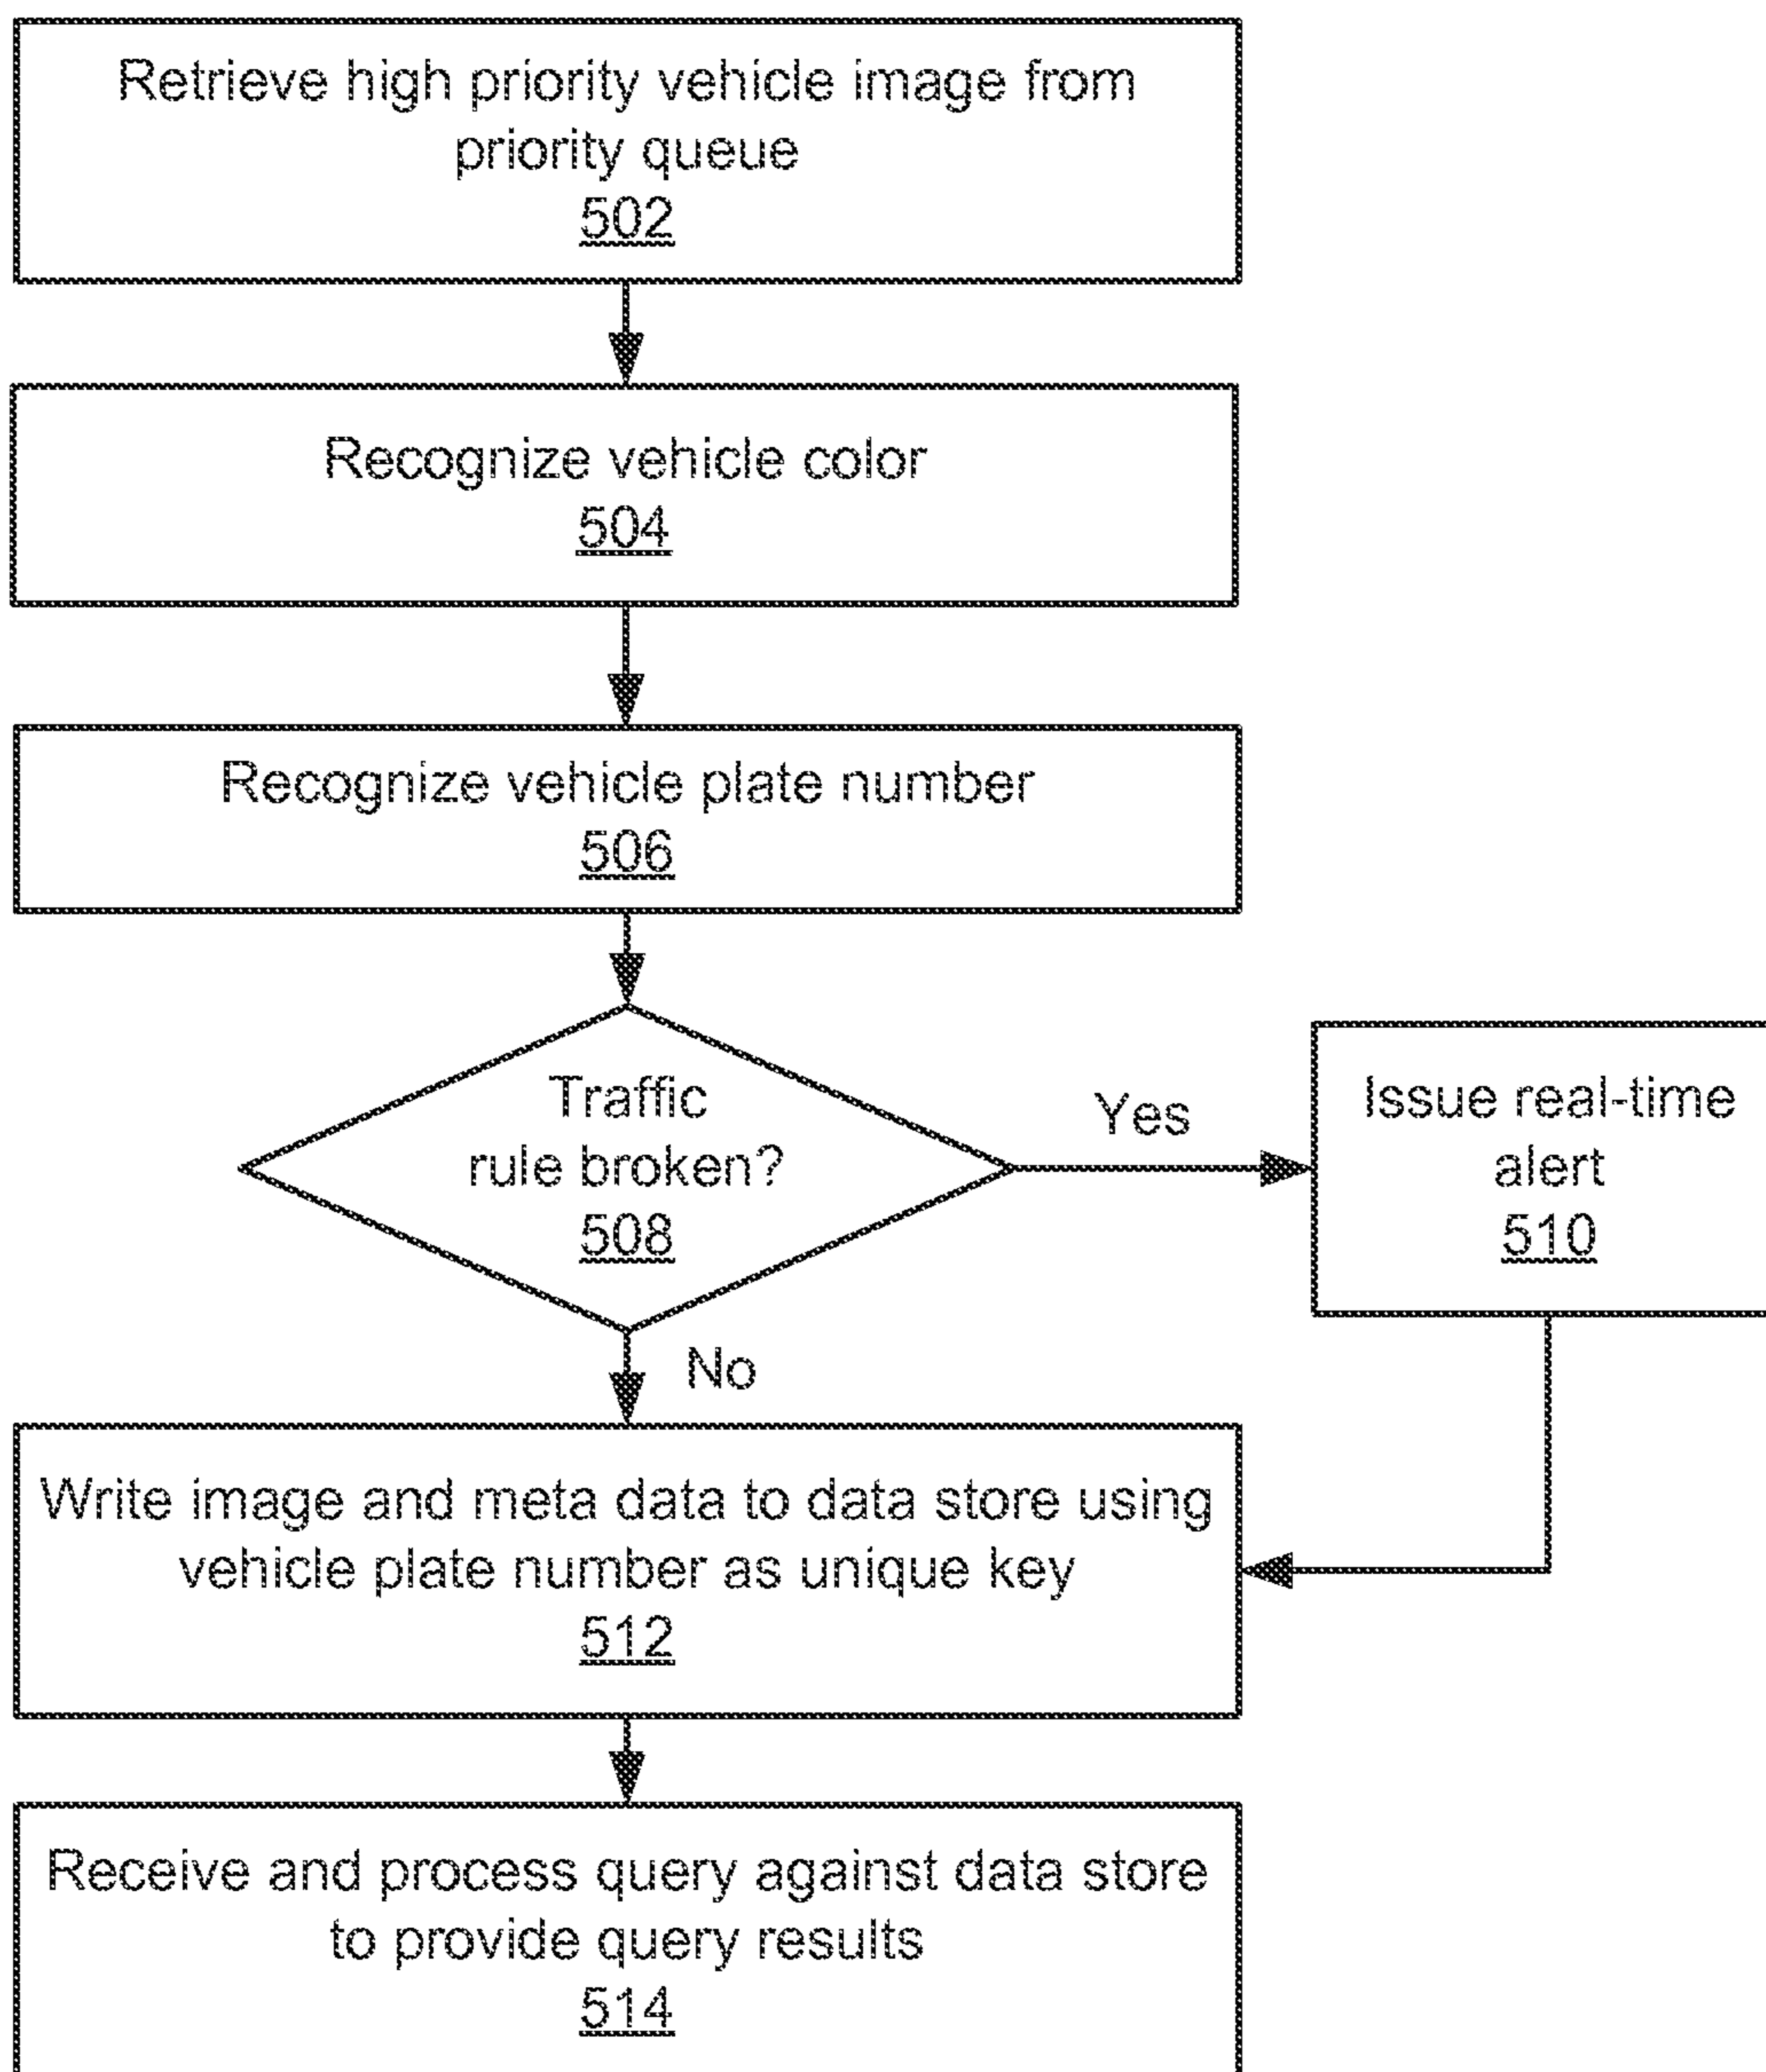 Retrieve high priority vehicle image from
priority queue
502
Recognize vehicle color
504
Recognize vehicle plate number
506
Traffic
rule broken?
508
Yes
Issue real-time
alert
510
No
Write image and meta data to data store using
vehicle plate number as unique key
512
Receive and process query against data store
to provide query results
514